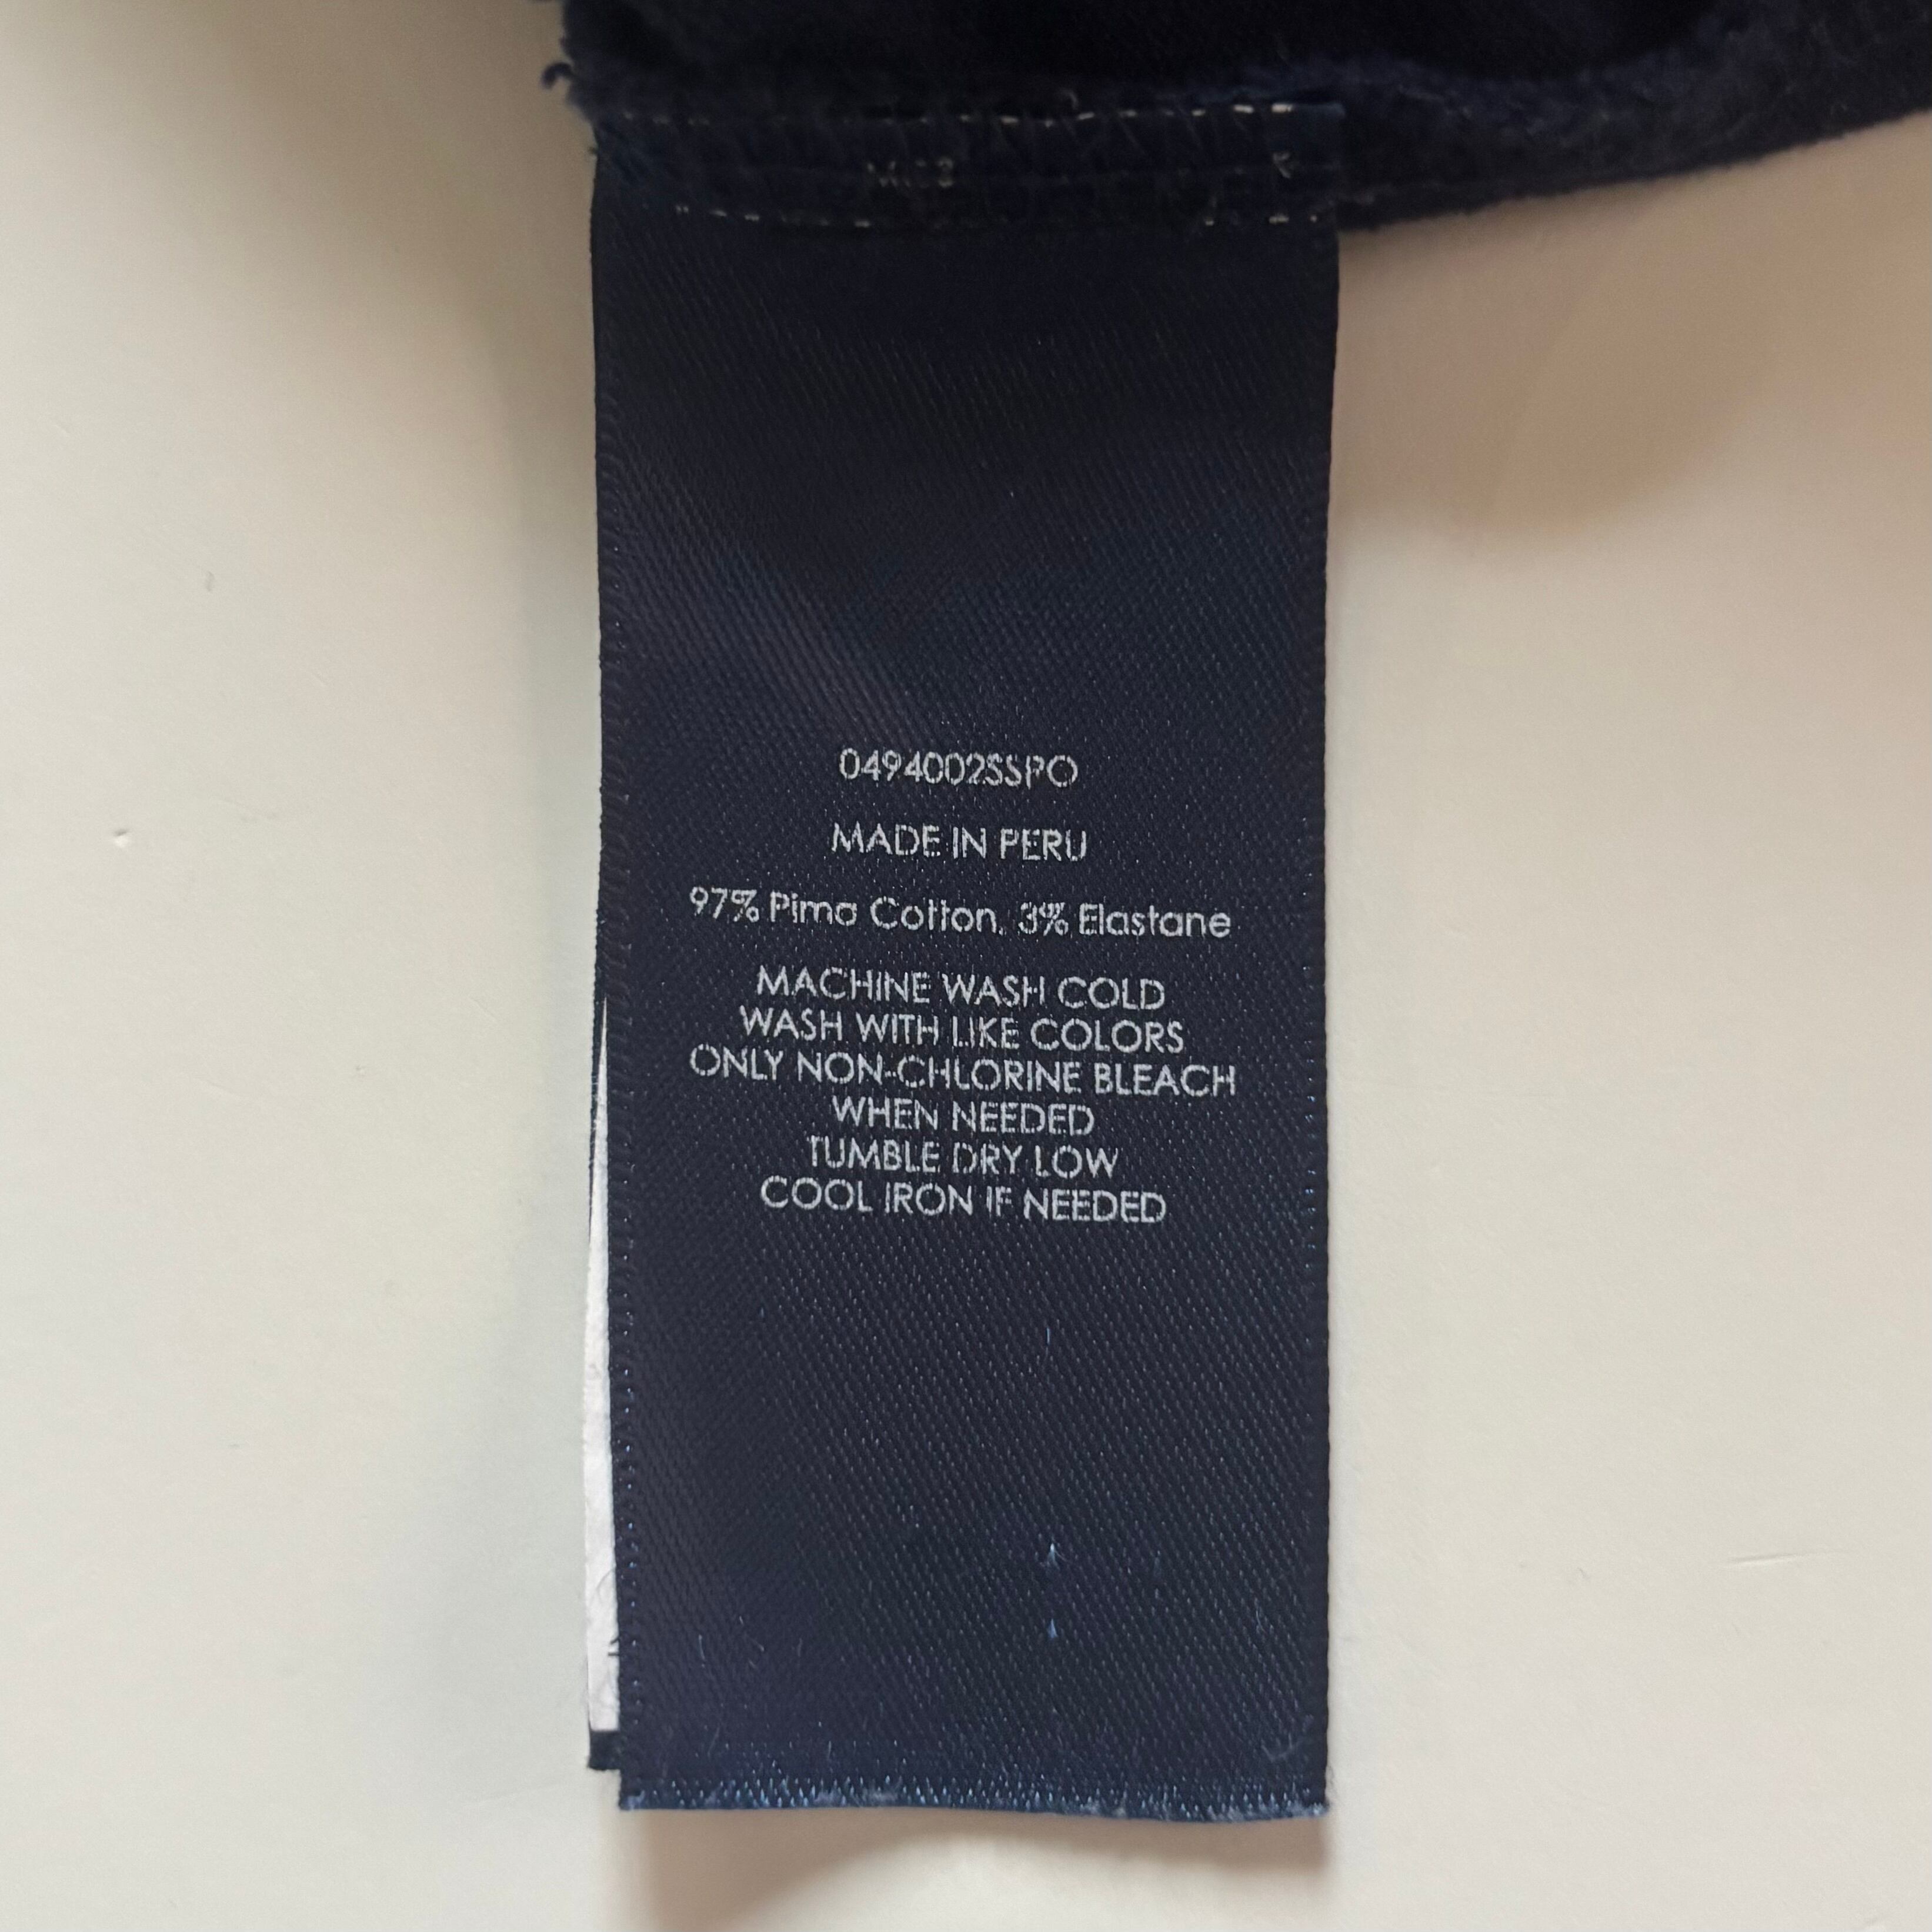 0494002SSPO
MADE IN PERU
97% Pima Cotton, 3% Elastane
MACHINE WASH COLD
WASH WITH LIKE COLORS
ONLY NON-CHLORINE BLEACH
WHEN NEEDED
TUMBLE DRY LOW
COOL IRON IF NEEDED